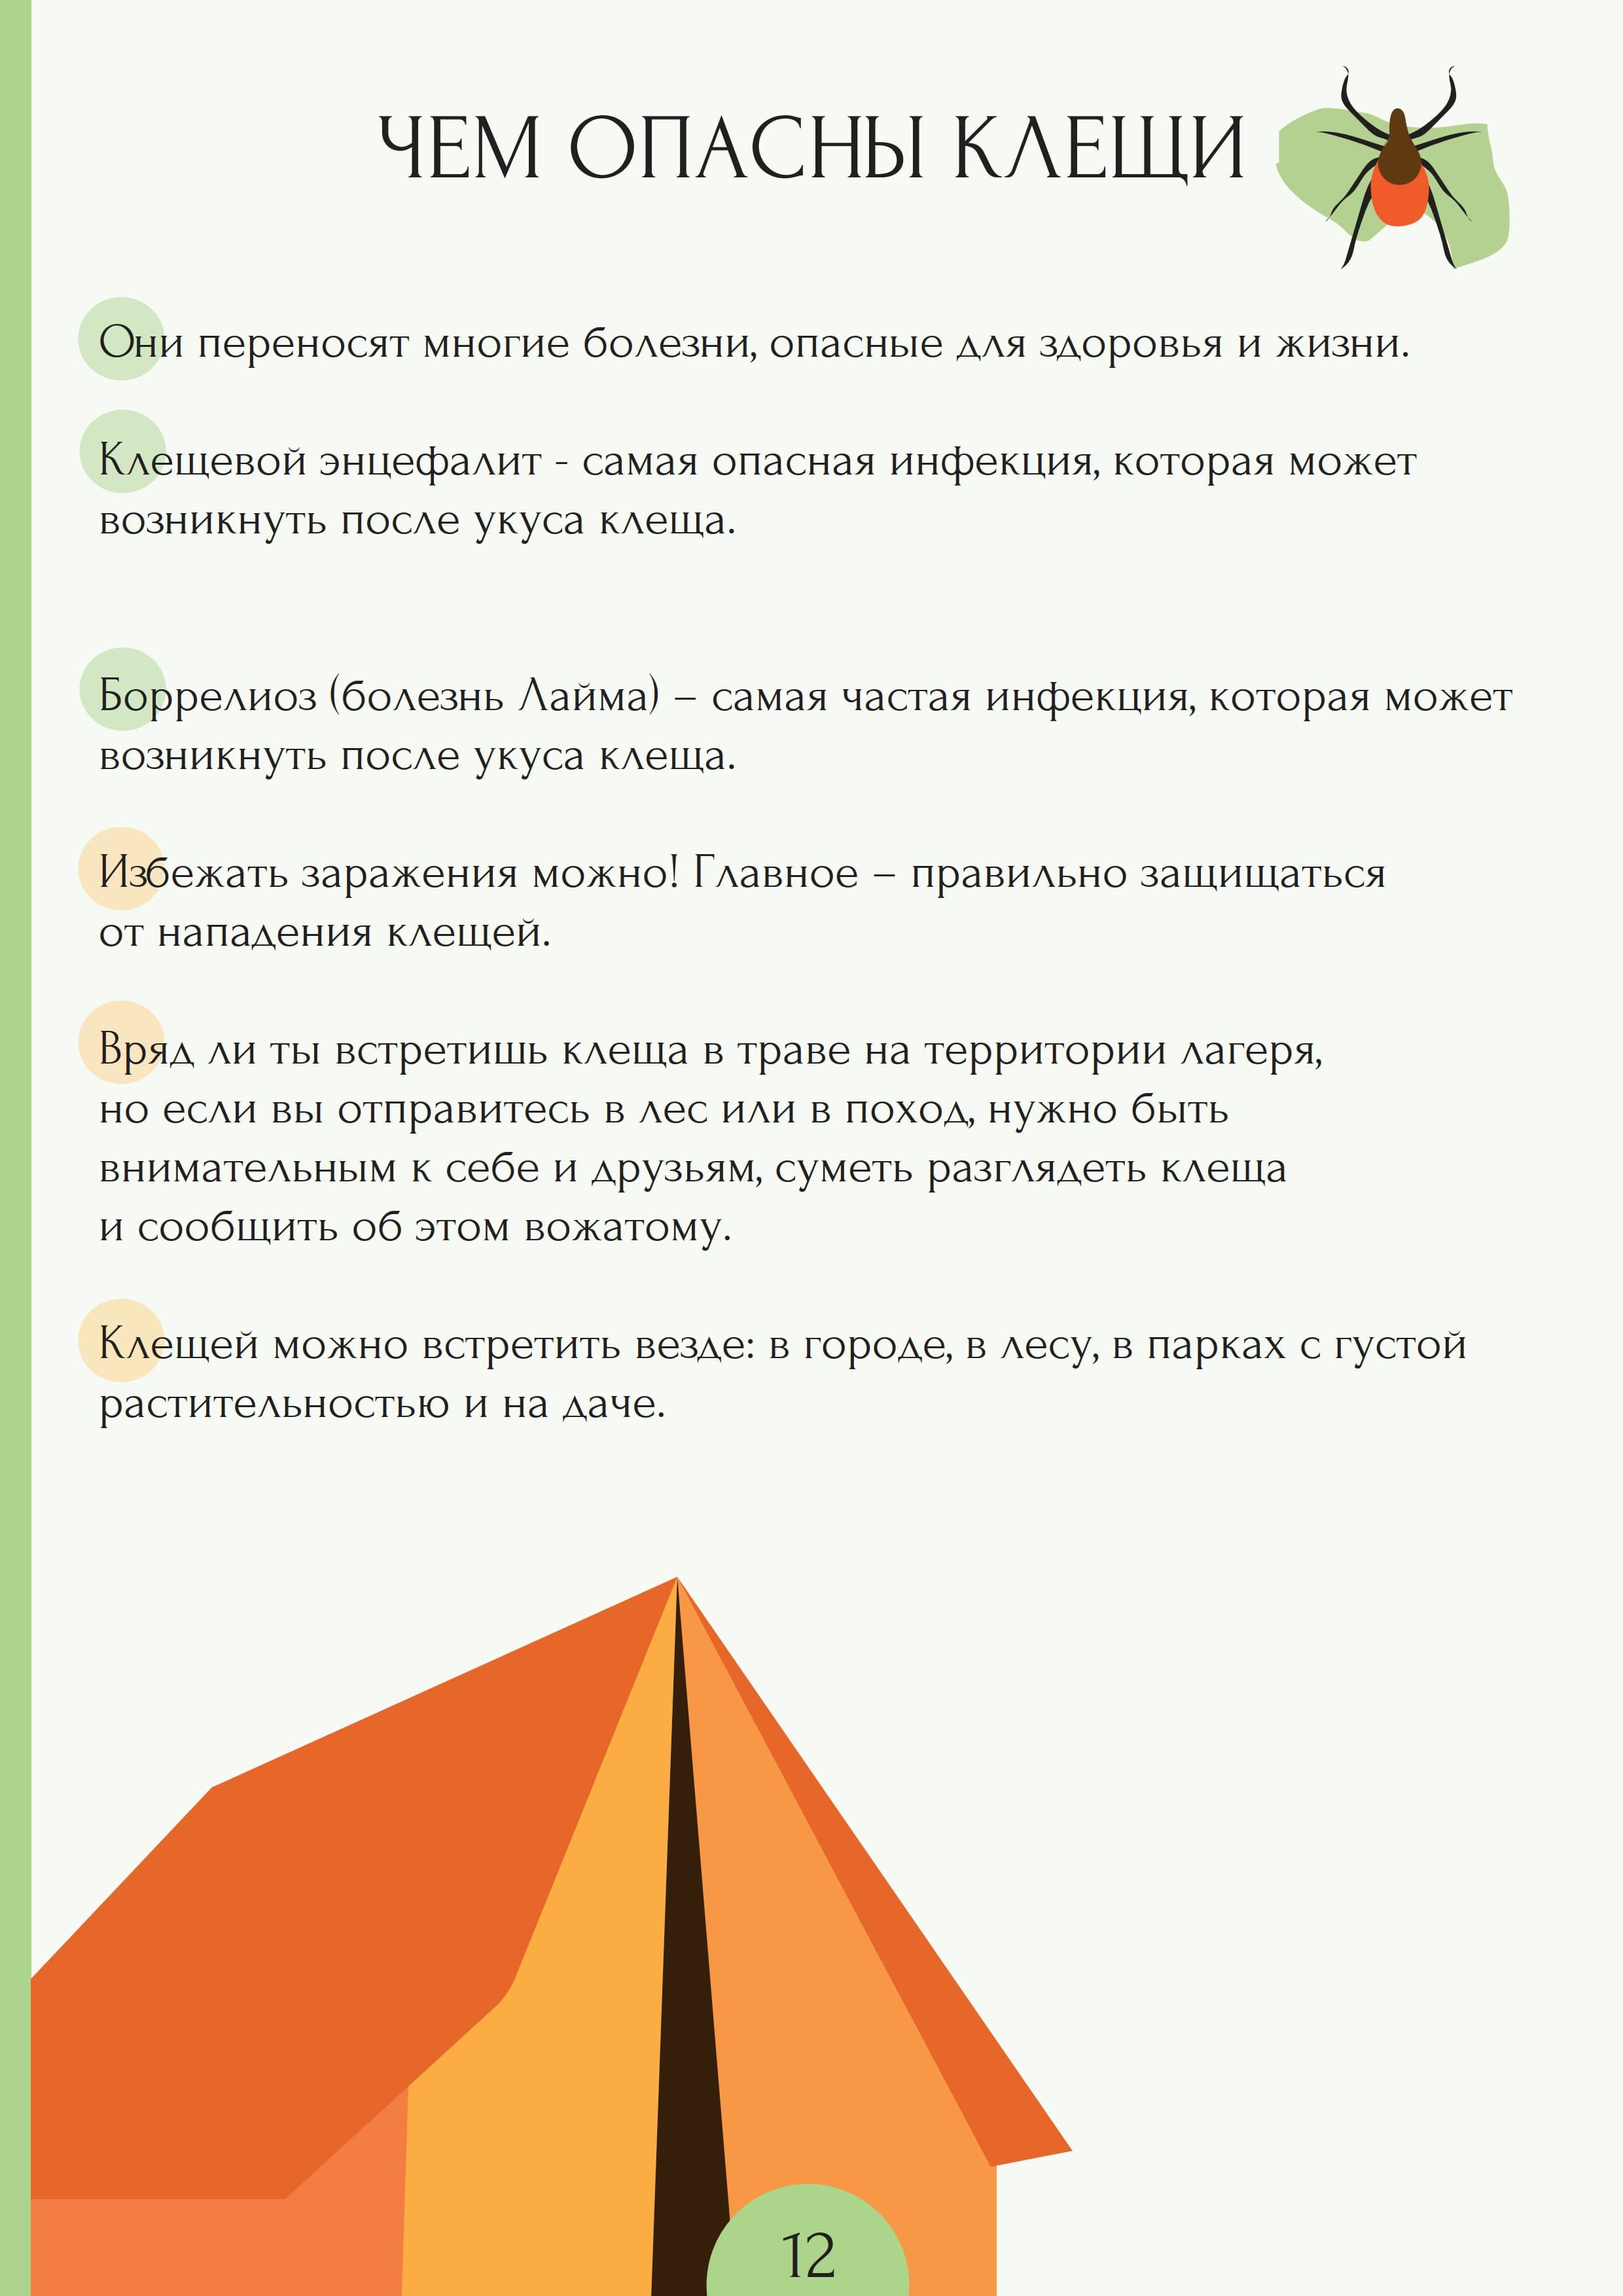 ЧЕМ ОПАСНЫ КЛЕЩИ
Они переносят многие болезни, опасные для здоровья и жизни.
Клещевой энцефалит - самая опасная инфекция, которая может
возникнуть после укуса клеща.
Боррелиоз (болезнь Лайма) – самая частая инфекция, которая может
возникнуть после укуса клеща.
Избежать заражения можно! Главное – правильно защищаться
от нападения клещей.
Вряд ли ты встретишь клеща в траве на территории лагеря,
но если вы отправитесь в лес или в поход, нужно быть
внимательным к себе и друзьям, суметь разглядеть клеща
и сообщить об этом вожатому.
Клещей можно встретить везде: в городе, в лесу, в парках с густой
растительностью и на даче.
12